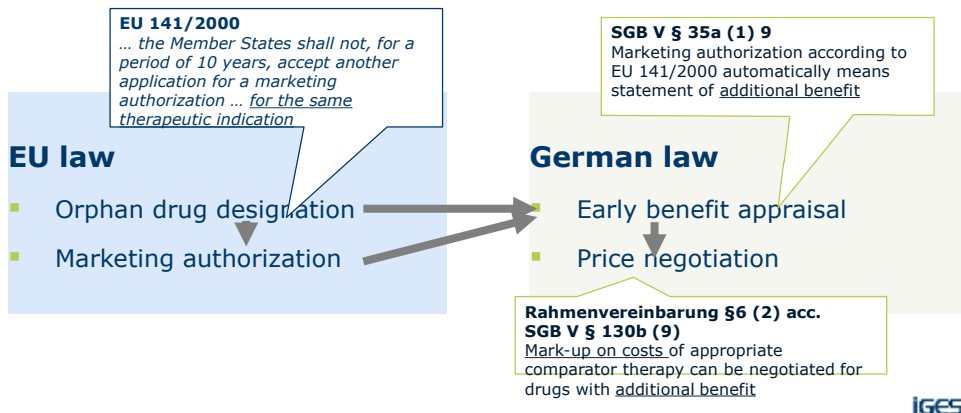 EU 141/2000
… the Member States shall not, for a
period of 10 years, accept another
application for a marketing
authorization … for the same
therapeutic indication
SGB V § 35a (1) 9
Marketing authorization according to
EU 141/2000 automatically means
statement of additional benefit
EU law
▪ Orphan drug designation
▪ Marketing authorization
German law
▪ Early benefit appraisal
▪ Price negotiation
Rahmenvereinbarung §6 (2) acc.
SGB V § 130b (9)
Mark-up on costs of appropriate
comparator therapy can be negotiated for
drugs with additional benefit
IGES